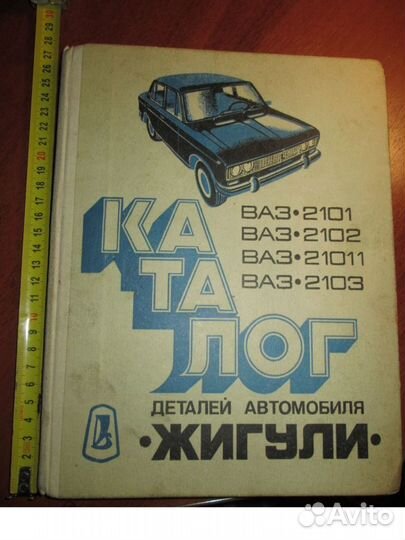 ВАЗ•2101
ВАЗ•2102
ВАЗ•21011
ВАЗ•2103
КА
ТА
ЛОГ
ДЕТАЛЕЙ АВТОМОБИЛЯ
•ЖИГУЛИ•
Avito